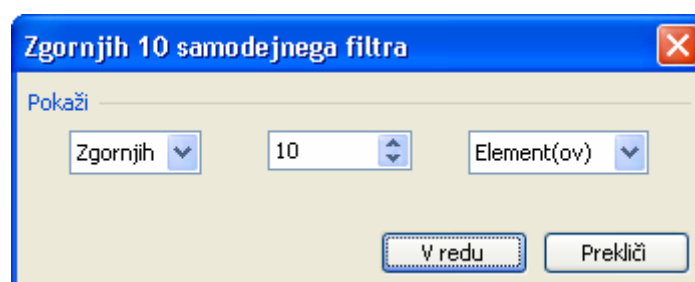 Zgornjih 10 samodejnega filtra
Pokaži
Zgornjih 10 Element(ov)
V redu Prekliči